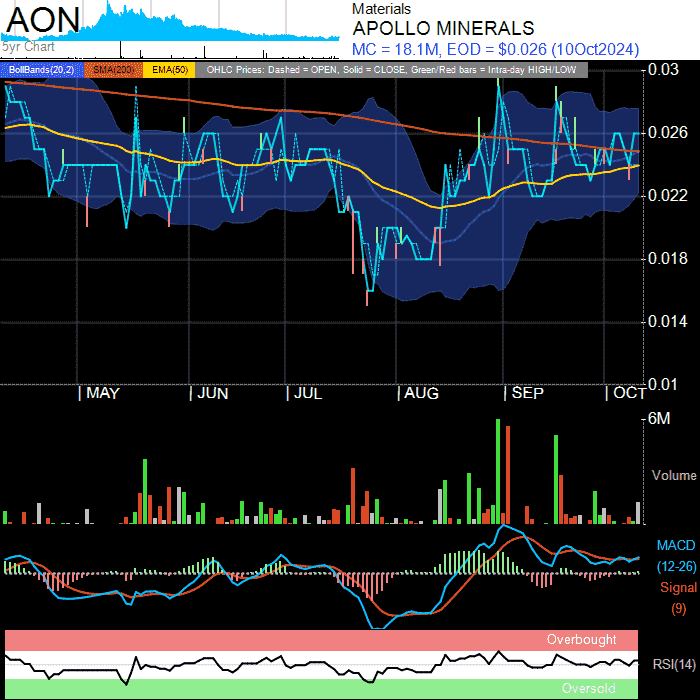 AON
5yr Chart
Materials
APOLLO MINERALS
MC = 18.1M, EOD = $0.026 (10Oct2024)
BollBands(20,2) SMA(200) EMA(50) OHLC Prices: Dashed = OPEN, Solid = CLOSE, Green/Red bars = Intra-day HIGH/LOW
0.03
0.026
0.022
0.018
0.014
0.01
| MAY | JUN | JUL | AUG | SEP | OCT
6M
Volume
MACD
(12-26)
Signal
(9)
Overbought
RSI(14)
Oversold